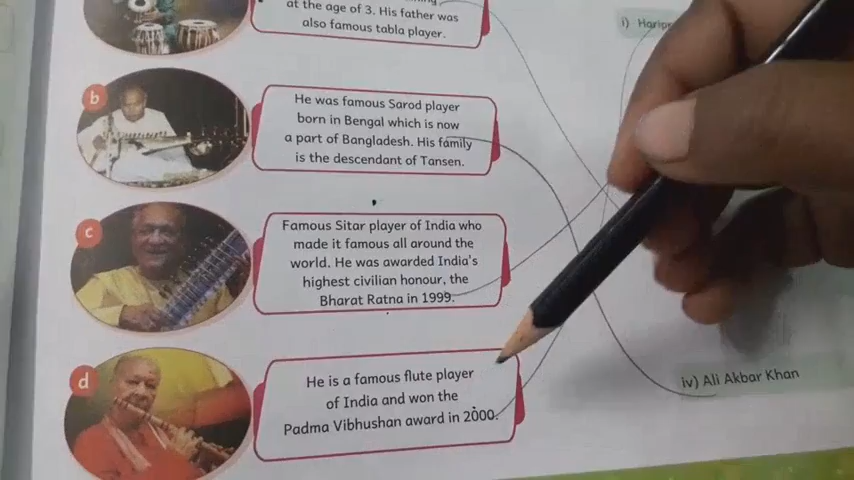 at the age of 3. His father was
also famous tabla player.
i) Harip
b
He was famous Sarod player
born in Bengal which is now
a part of Bangladesh. His family
is the descendant of Tansen.
c
Famous Sitar player of India who
made it famous all around the
world. He was awarded India's
highest civilian honour, the
Bharat Ratna in 1999.
d
He is a famous flute player
of India and won the
Padma Vibhushan award in 2000.
iv) Ali Akbar Khan